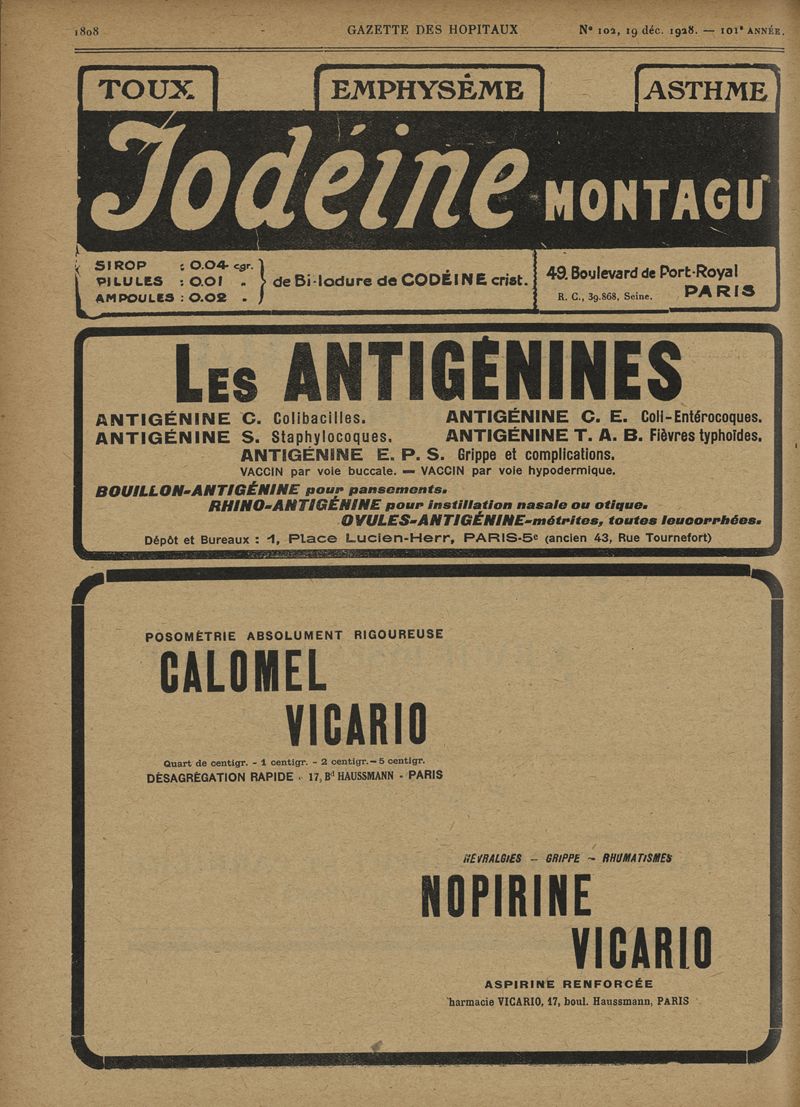 1808 GAZETTE DES HOPITAUX N° 102, 19 déc. 1928. — 101e ANNÉE.
TOUX EMPHYSÈME ASTHME
Iodéine MONTAGU
SIROP : 0.04 cgr.
PILULES : 0.01 "
AMPOULES : 0.02 "
de Bi-Iodure de CODÉINE crist.
49, Boulevard de Port-Royal
PARIS
R. C., 39.868, Seine.
LES ANTIGÉNINES
ANTIGÉNINE C. Colibacilles. ANTIGÉNINE C. E. Coli-Entérocoques.
ANTIGÉNINE S. Staphylocoques. ANTIGÉNINE T. A. B. Fièvres typhoïdes.
ANTIGÉNINE E. P. S. Grippe et complications.
VACCIN par voie buccale. — VACCIN par voie hypodermique.
BOUILLON-ANTIGÉNINE pour pansements.
RHINO-ANTIGÉNINE pour instillation nasale ou otique.
OVULES-ANTIGÉNINE-métrites, toutes leucorrhées.
Dépôt et Bureaux : 1, Place Lucien-Herr, PARIS-5e (ancien 43, Rue Tournefort)
POSOMÉTRIE ABSOLUMENT RIGOUREUSE
CALOMEL
VICARIO
Quart de centigr. - 1 centigr. - 2 centigr. - 5 centigr.
DÉSAGRÉGATION RAPIDE . 17, Bd HAUSSMANN - PARIS
NÉVRALGIES — GRIPPE — RHUMATISMES
NOPIRINE
VICARIO
ASPIRINE RENFORCÉE
harmacie VICARIO, 17, boul. Haussmann, PARIS